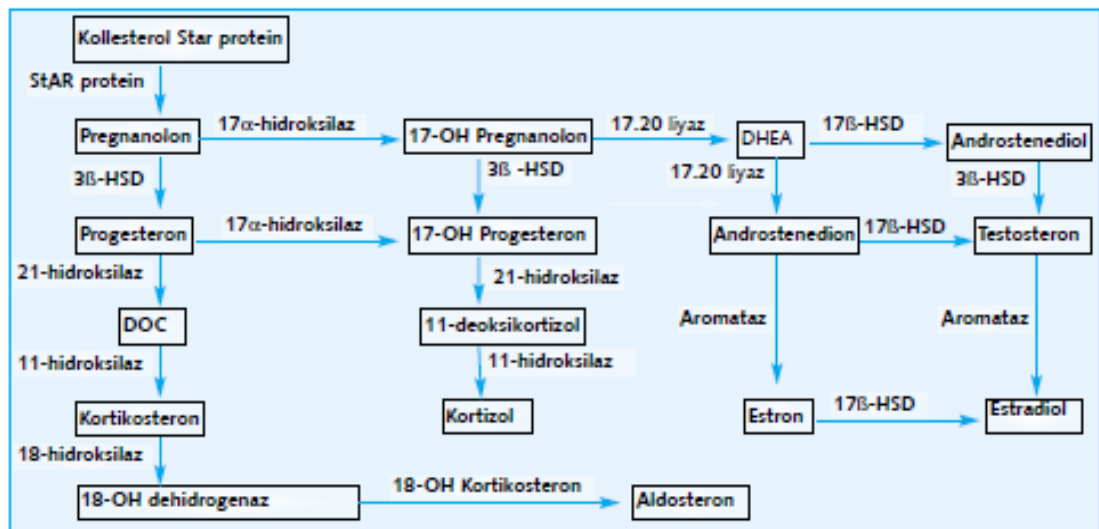 Kollesterol Star protein
StAR protein
Pregnanolon
17α-hidroksilaz
17-OH Pregnanolon
17.20 liyaz
DHEA
17ß-HSD
Androstenediol
3ß-HSD
3ß -HSD
17.20 liyaz
3ß-HSD
Progesteron
17α-hidroksilaz
17-OH Progesteron
Androstenedion
17ß-HSD
Testosteron
21-hidroksilaz
21-hidroksilaz
DOC
11-deoksikortizol
Aromataz
Aromataz
11-hidroksilaz
11-hidroksilaz
Kortikosteron
Kortizol
Estron
17ß-HSD
Estradiol
18-hidroksilaz
18-OH dehidrogenaz
18-OH Kortikosteron
Aldosteron